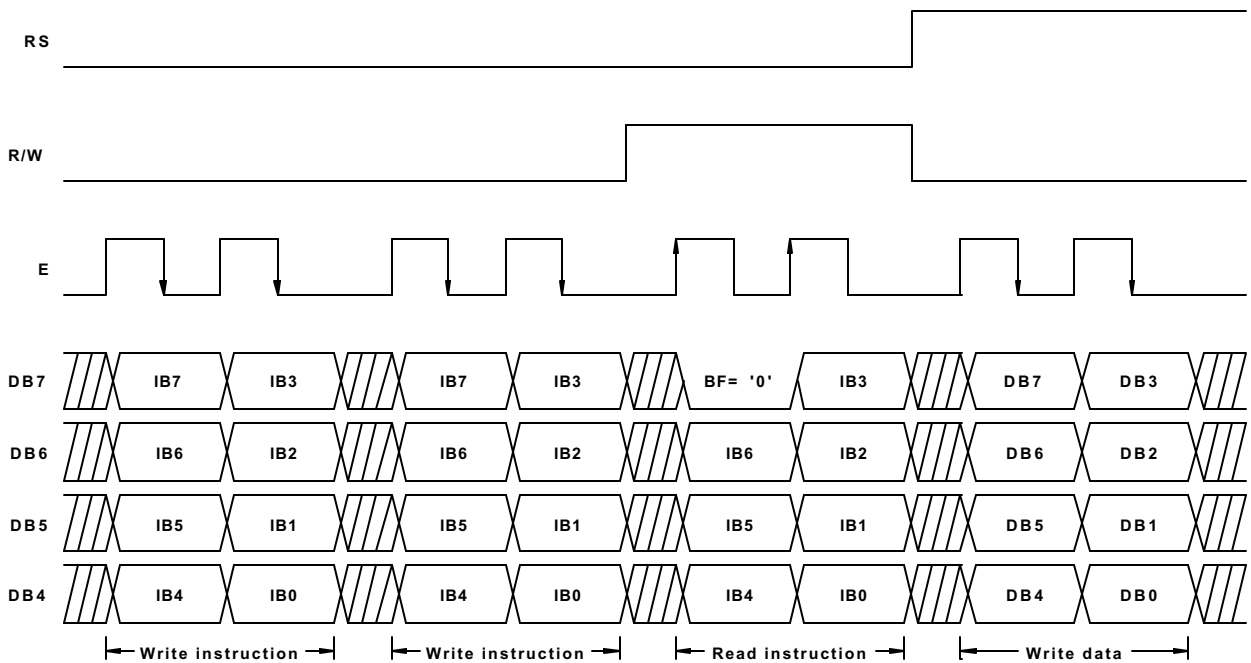 RS
R/W
E
DB7 IB7 IB3 IB7 IB3 BF= '0' IB3 DB7 DB3
DB6 IB6 IB2 IB6 IB2 IB6 IB2 DB6 DB2
DB5 IB5 IB1 IB5 IB1 IB5 IB1 DB5 DB1
DB4 IB4 IB0 IB4 IB0 IB4 IB0 DB4 DB0
Write instruction Write instruction Read instruction Write data